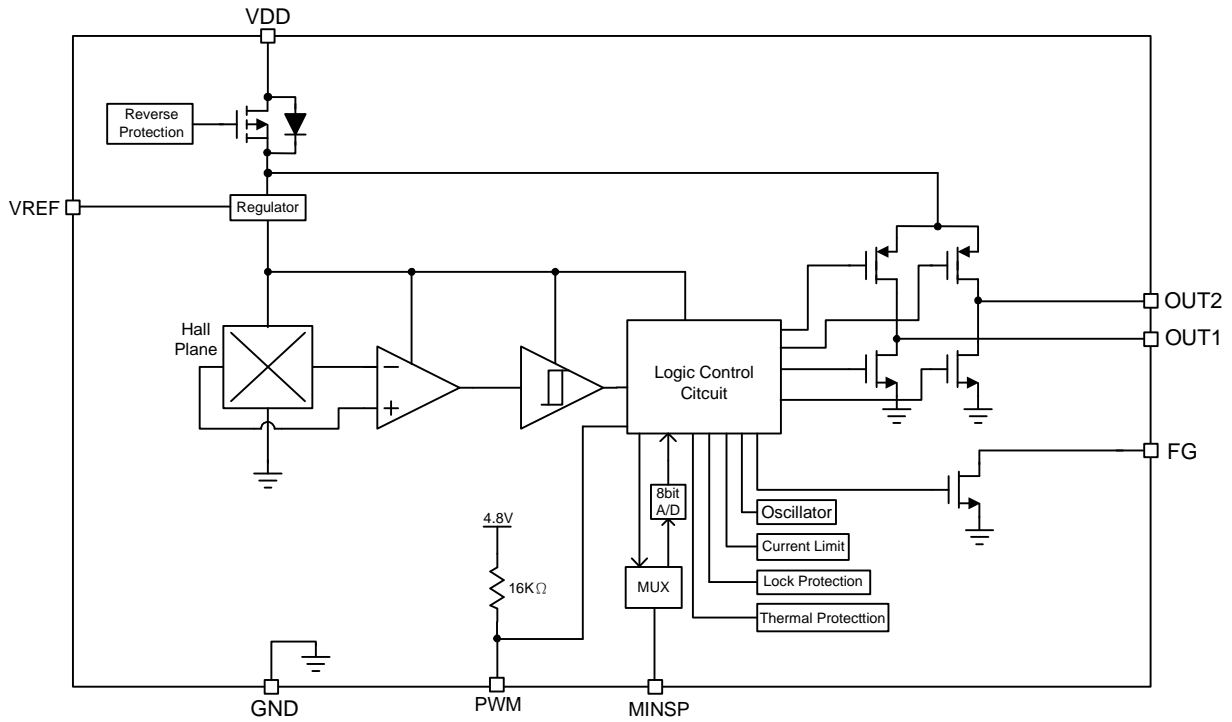 VDD
Reverse
Protection
VREF
Regulator
Hall
Plane
−
+
Logic Control
Citcuit
OUT2
OUT1
FG
8bit
A/D
4.8V
16KΩ
MUX
Oscillator
Current Limit
Lock Protection
Thermal Protecttion
GND
PWM
MINSP